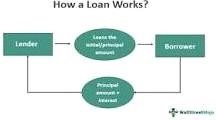 How a Loan Works?
Lender
Loans the
initial/principal
amount
Borrower
Principal
amount +
interest
WallStreetMojo